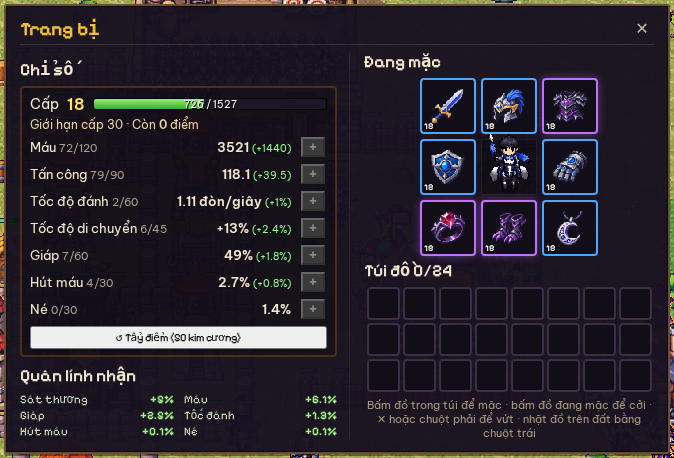 Trang bị
✕
Chỉ số
Cấp 18 726 / 1527
Giới hạn cấp 30 · Còn 0 điểm
Máu 72/120 3521 (+1440) +
Tấn công 79/90 118.1 (+39.5) +
Tốc độ đánh 2/60 1.11 đòn/giây (+1%) +
Tốc độ di chuyển 6/45 +13% (+2.4%) +
Giáp 7/60 49% (+1.8%) +
Hút máu 4/30 2.7% (+0.8%) +
Né 0/30 1.4% +
↺ Tẩy điểm (50 kim cương)
Quân lính nhận
Sát thương +9% Máu +6.1%
Giáp +8.9% Tốc đánh +1.3%
Hút máu +0.1% Né +0.1%
Đang mặc
18 18 18
18 18
18 18 18
Túi đồ 0/24
Bấm đồ trong túi để mặc · bấm đồ đang mặc để cởi ·
✕ hoặc chuột phải để vứt · nhặt đồ trên đất bằng
chuột trái